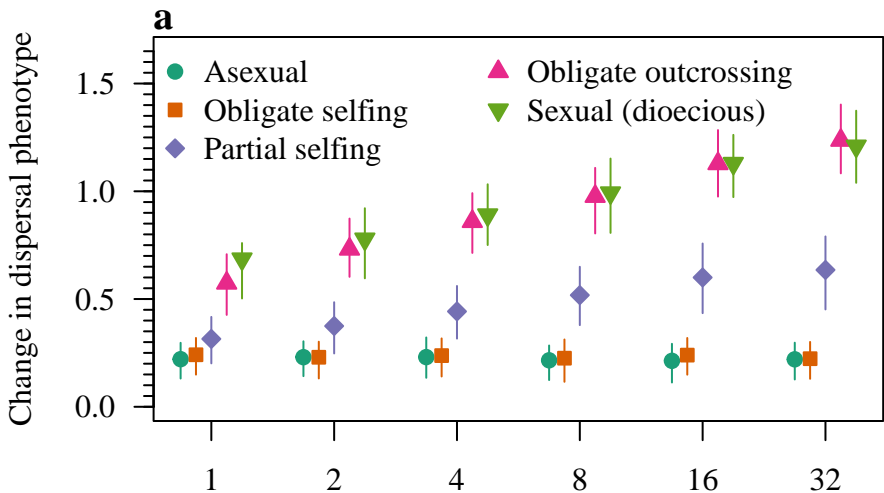 a
Change in dispersal phenotype
Asexual
Obligate selfing
Partial selfing
Obligate outcrossing
Sexual (dioecious)
1.5
1.0
0.5
0.0
1 2 4 8 16 32